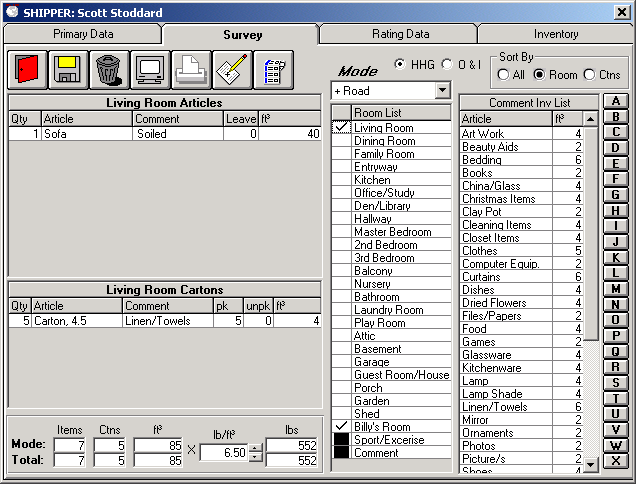 SHIPPER: Scott Stoddard
Primary Data Survey Rating Data Inventory
Mode
HHG O & I
Sort By
All Room Ctns
+ Road
Living Room Articles
Qty Article Comment Leave ft³
1 Sofa Soiled 0 40
Living Room Cartons
Qty Article Comment pk unpk ft³
5 Carton, 4.5 Linen/Towels 5 0 4
Items Ctns ft³ lb/ft³ lbs
Mode: 7 5 85 X 6.50 552
Total: 7 5 85 552
Room List
Living Room
Dining Room
Family Room
Entryway
Kitchen
Office/Study
Den/Library
Hallway
Master Bedroom
2nd Bedroom
3rd Bedroom
Balcony
Nursery
Bathroom
Laundry Room
Play Room
Attic
Basement
Garage
Guest Room/House
Porch
Garden
Shed
Billy's Room
Sport/Excerise
Comment
Comment Inv List
Article ft³
Art Work 4
Beauty Aids 2
Bedding 6
Books 2
China/Glass 4
Christmas Items 4
Clay Pot 2
Cleaning Items 4
Closet Items 4
Clothes 5
Computer Equip. 2
Curtains 6
Dishes 4
Dried Flowers 4
Files/Papers 2
Food 4
Games 2
Glassware 4
Kitchenware 4
Lamp 4
Lamp Shade 4
Linen/Towels 6
Mirror 2
Ornaments 2
Photos 2
Picture/s 2
Shoes 4
A
B
C
D
E
F
G
H
I
J
K
L
M
N
O
P
Q
R
S
T
U
V
W
X